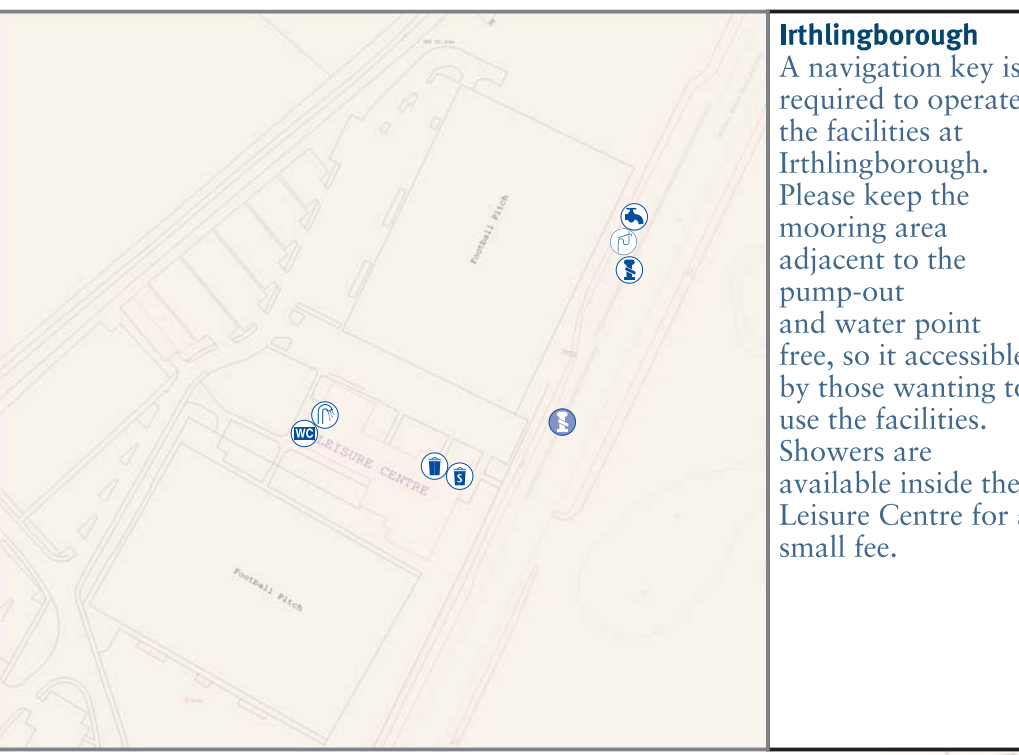 Irthlingborough
A navigation key is
required to operate
the facilities at
Irthlingborough.
Please keep the
mooring area
adjacent to the
pump-out
and water point
free, so it accessible
by those wanting to
use the facilities.
Showers are
available inside the
Leisure Centre for a
small fee.
Football Pitch
WC
LEISURE CENTRE
S
Football Pitch